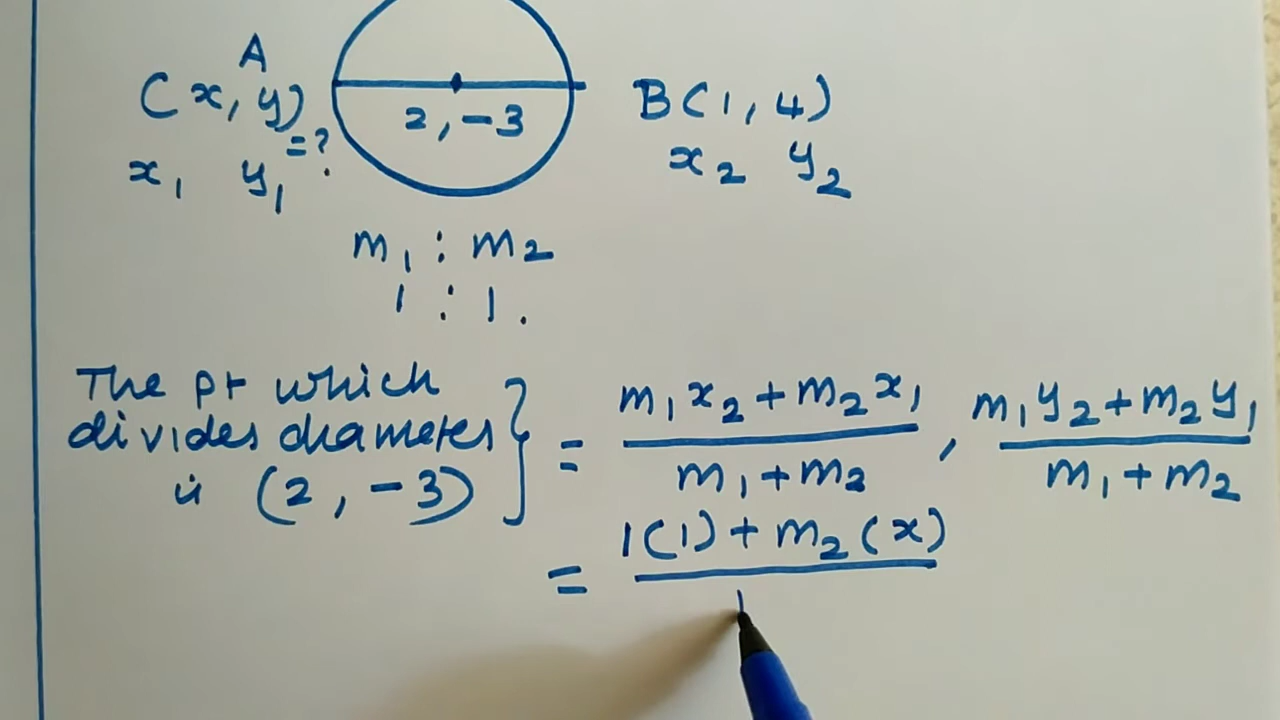 A
(x, y) 2, -3 B(1, 4)
= ?
x₁ y₁ x₂ y₂
m₁ : m₂
1 : 1.
The pt which
divides diameter
is (2, -3) } = (m₁x₂ + m₂x₁)/(m₁ + m₂), (m₁y₂ + m₂y₁)/(m₁ + m₂)
= 1(1) + m₂(x)
1